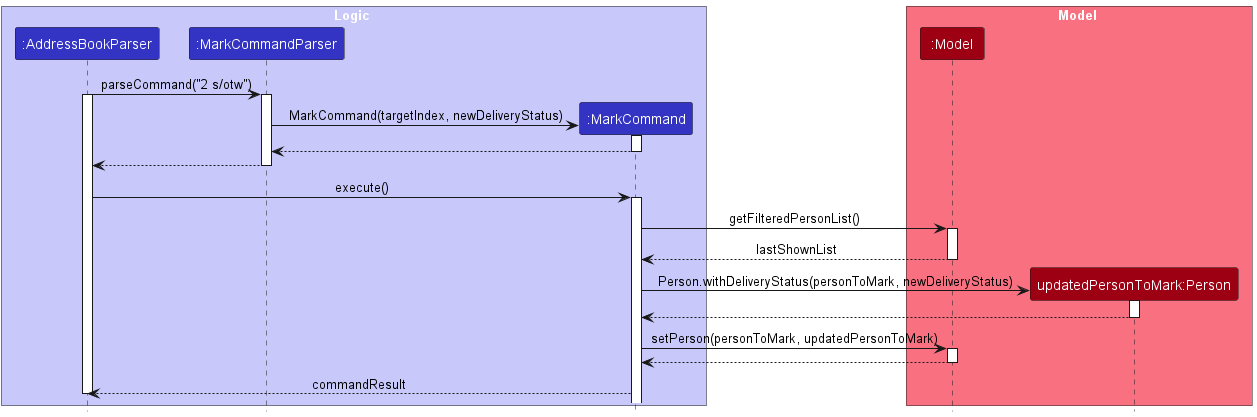 Logic
Model
:AddressBookParser
:MarkCommandParser
:Model
parseCommand("2 s/otw")
MarkCommand(targetIndex, newDeliveryStatus)
:MarkCommand
execute()
getFilteredPersonList()
lastShownList
Person.withDeliveryStatus(personToMark, newDeliveryStatus)
updatedPersonToMark:Person
setPerson(personToMark, updatedPersonToMark)
commandResult